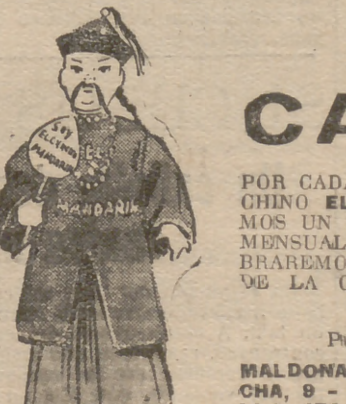 SOY
EL CHINO
MANDARIN
EL
MANDARIN
CA
POR CADA
CHINO EL
MOS UN
MENSUAL
BRAREMO
DE LA C
MALDONA
CHA, 9 -